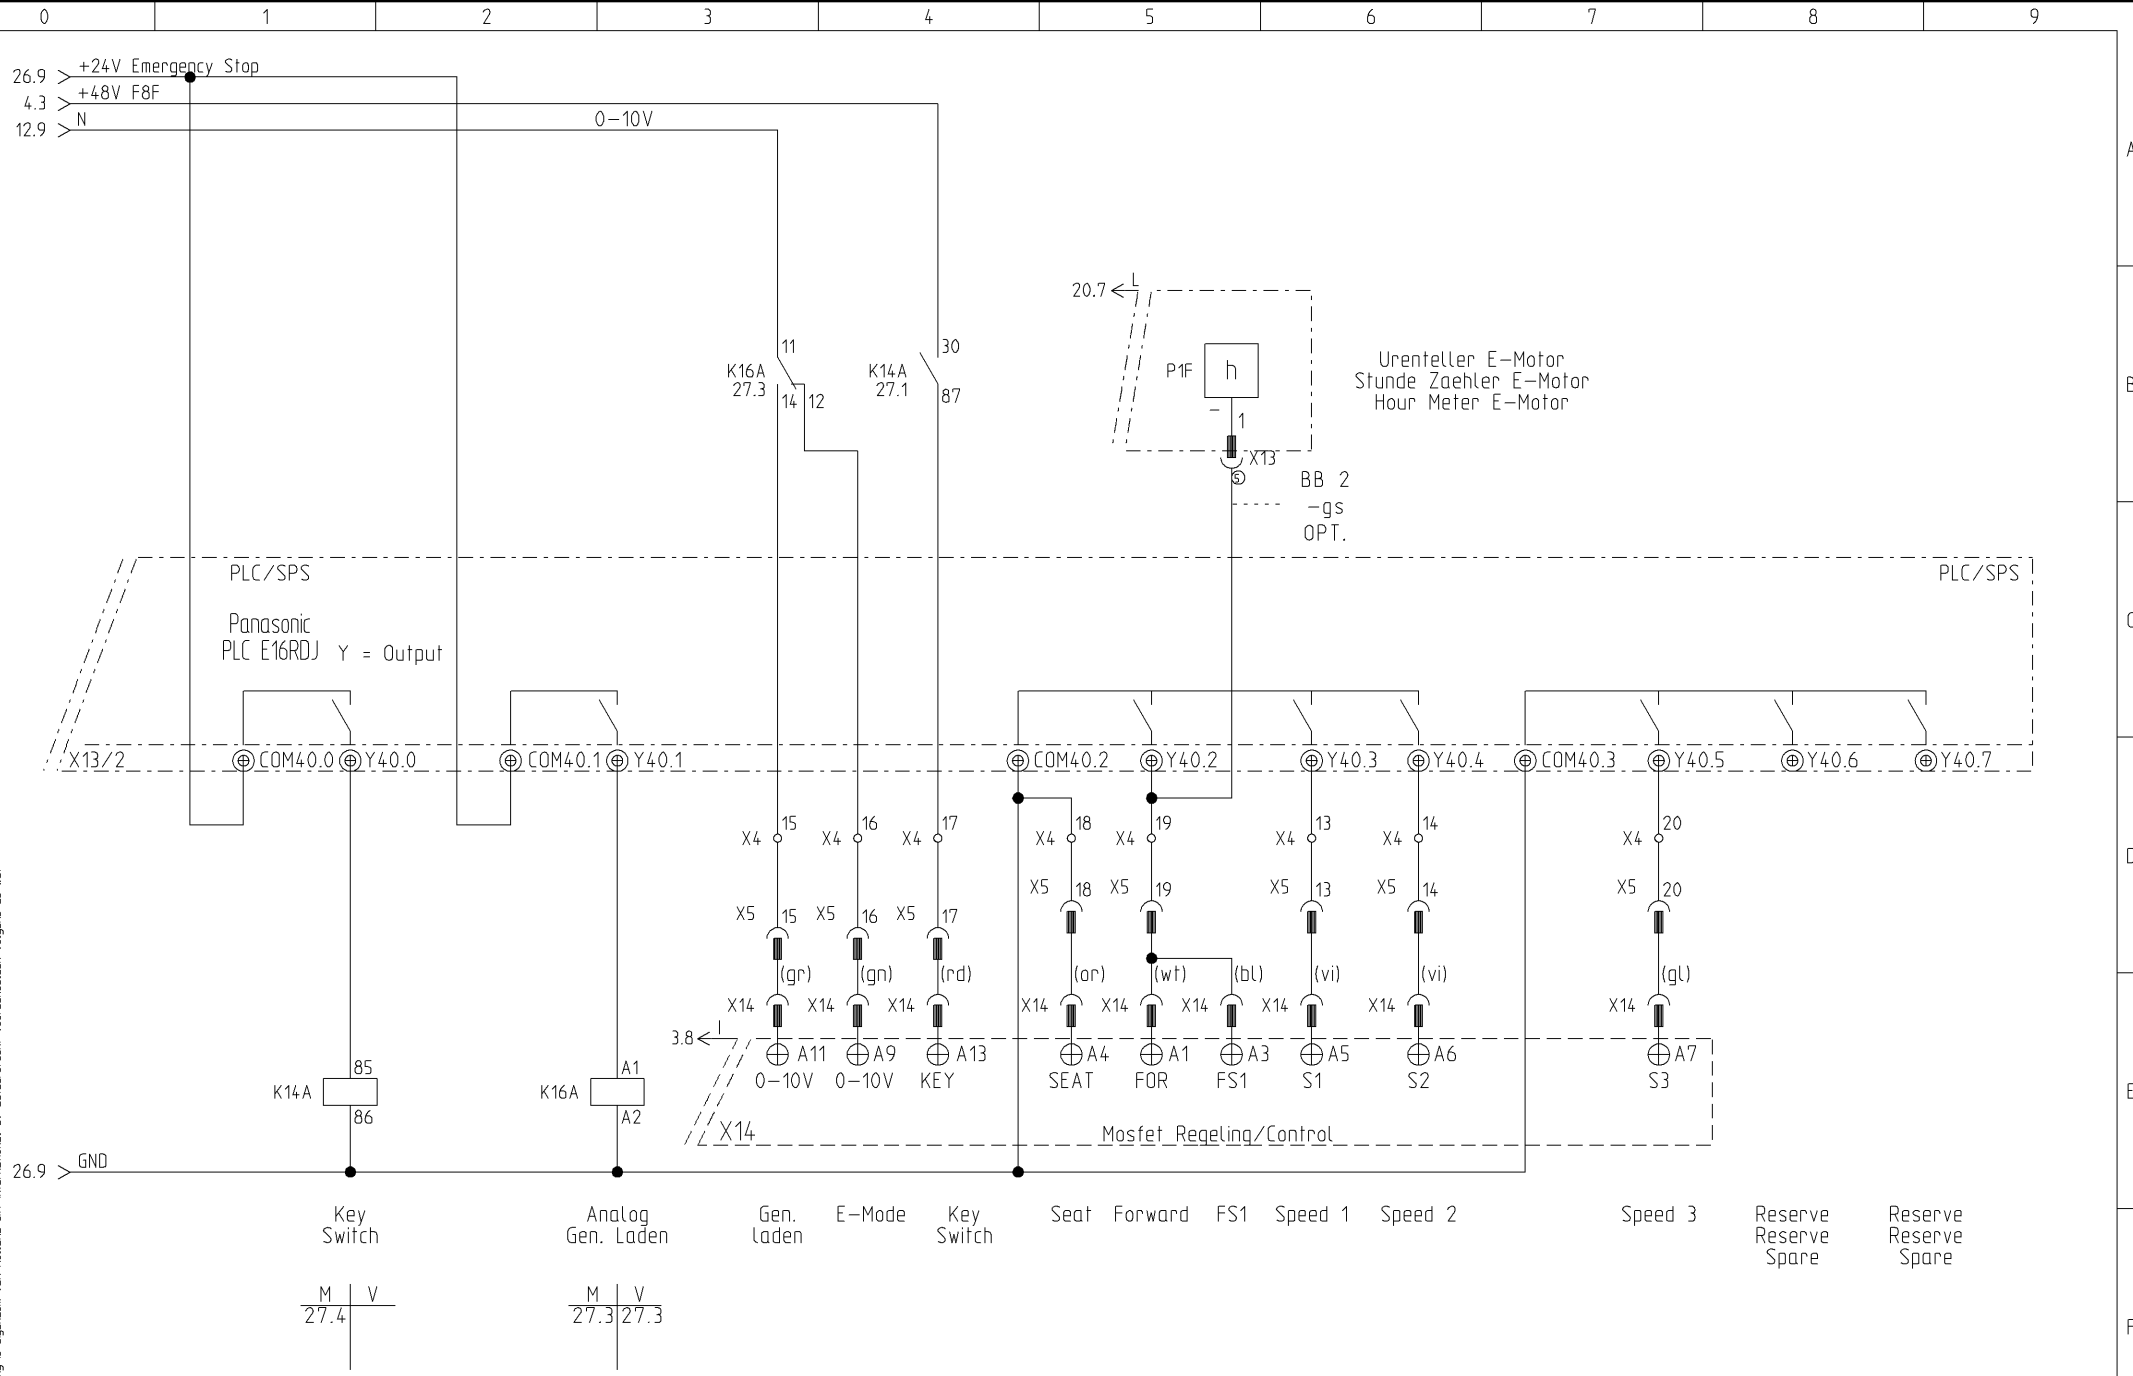 0 1 2 3 4 5 6 7 8 9
26.9 +24V Emergency Stop
4.3 +48V F8F
12.9 N 0-10V
A
20.7 L
11 30
K16A K14A
27.3 27.1
14 12 87
P1F h
- 1
X13
5
Urenteller E-Motor
Stunde Zaehler E-Motor
Hour Meter E-Motor
B
BB 2
-gs
OPT.
PLC/SPS PLC/SPS
Panasonic
PLC E16RDJ Y = Output
C
X13/2 COM40.0 Y40.0 COM40.1 Y40.1 COM40.2 Y40.2 Y40.3 Y40.4 COM40.3 Y40.5 Y40.6 Y40.7
15 16 17 18 19 13 14 20
X4 X4 X4 X4 X4 X4 X4 X4
D
X5 18 X5 19 X5 13 X5 14 X5 20
X5 15 X5 16 X5 17
(gr) (gn) (rd) (or) (wt) (bl) (vi) (vi) (gl)
X14 X14 X14 X14 X14 X14 X14 X14 X14
3.8 I
A11 A9 A13 A4 A1 A3 A5 A6 A7
0-10V 0-10V KEY SEAT FOR FS1 S1 S2 S3
85 A1
K14A K16A
86 A2
E
X14 Mosfet Regeling/Control
26.9 GND
Key
Switch
Analog
Gen. Laden
Gen.
laden
E-Mode
Key
Switch
Seat Forward FS1 Speed 1 Speed 2 Speed 3
Reserve
Reserve
Spare
Reserve
Reserve
Spare
M V M V
27.4 27.3 27.3
F